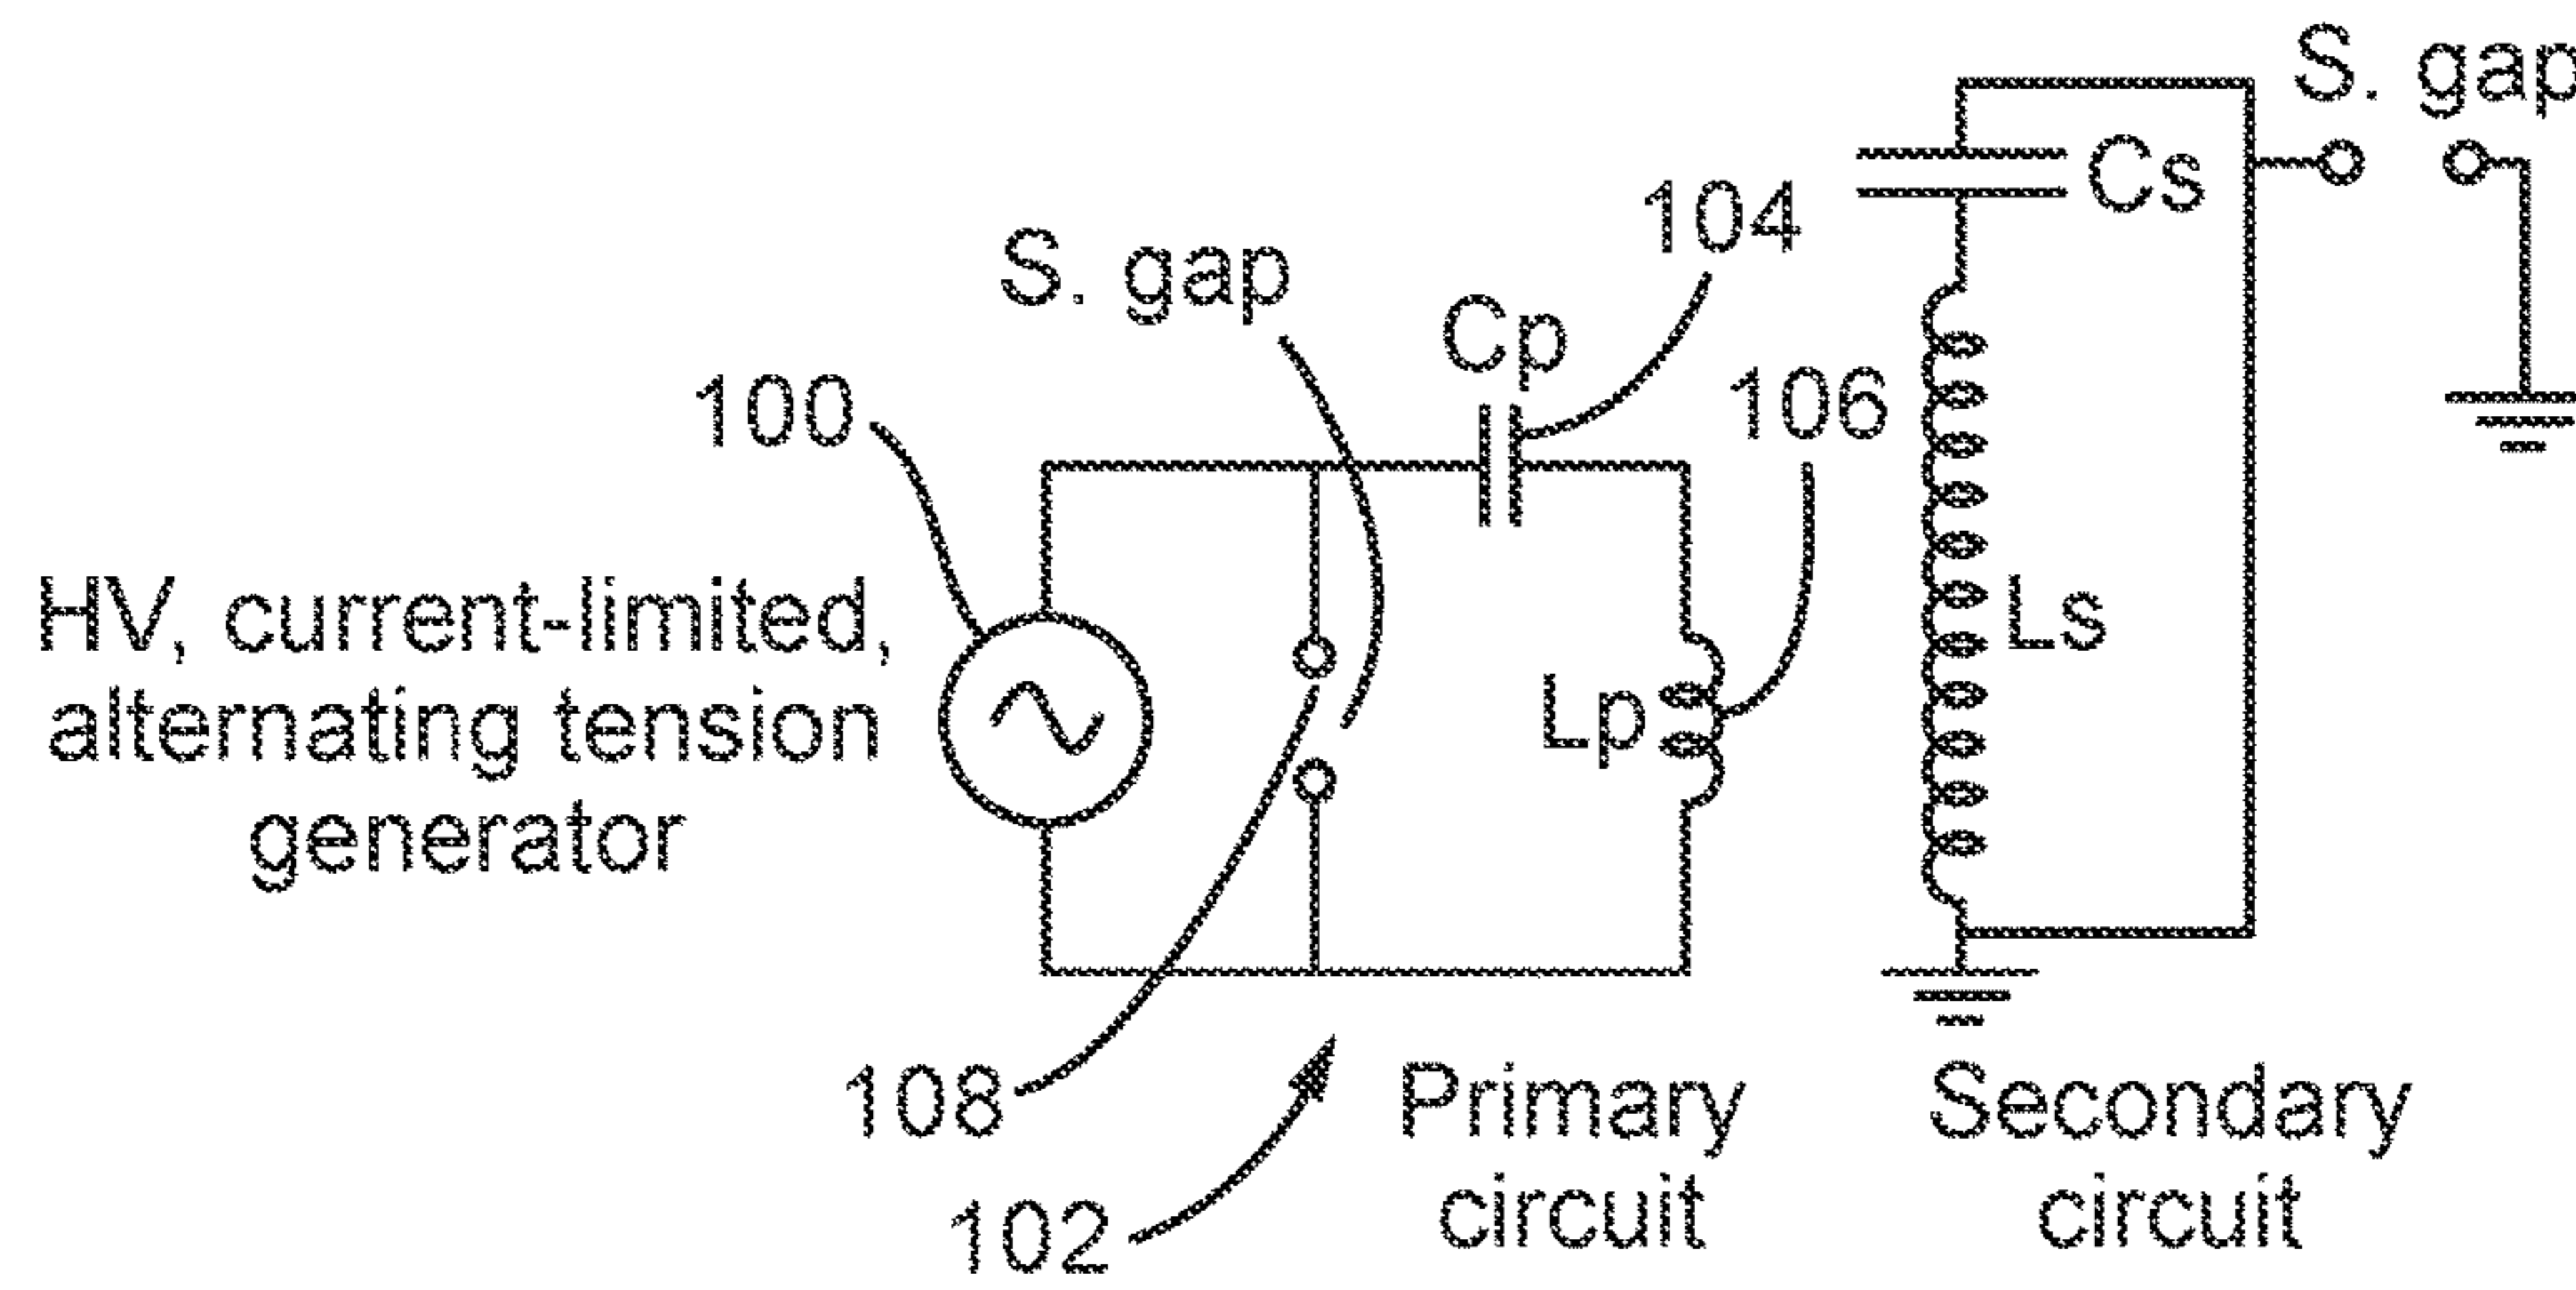 S. gap
Cs
104
S. gap
Cp
106
100
HV, current-limited,
alternating tension
generator
Ls
Lp
108
Primary
circuit
Secondary
circuit
102